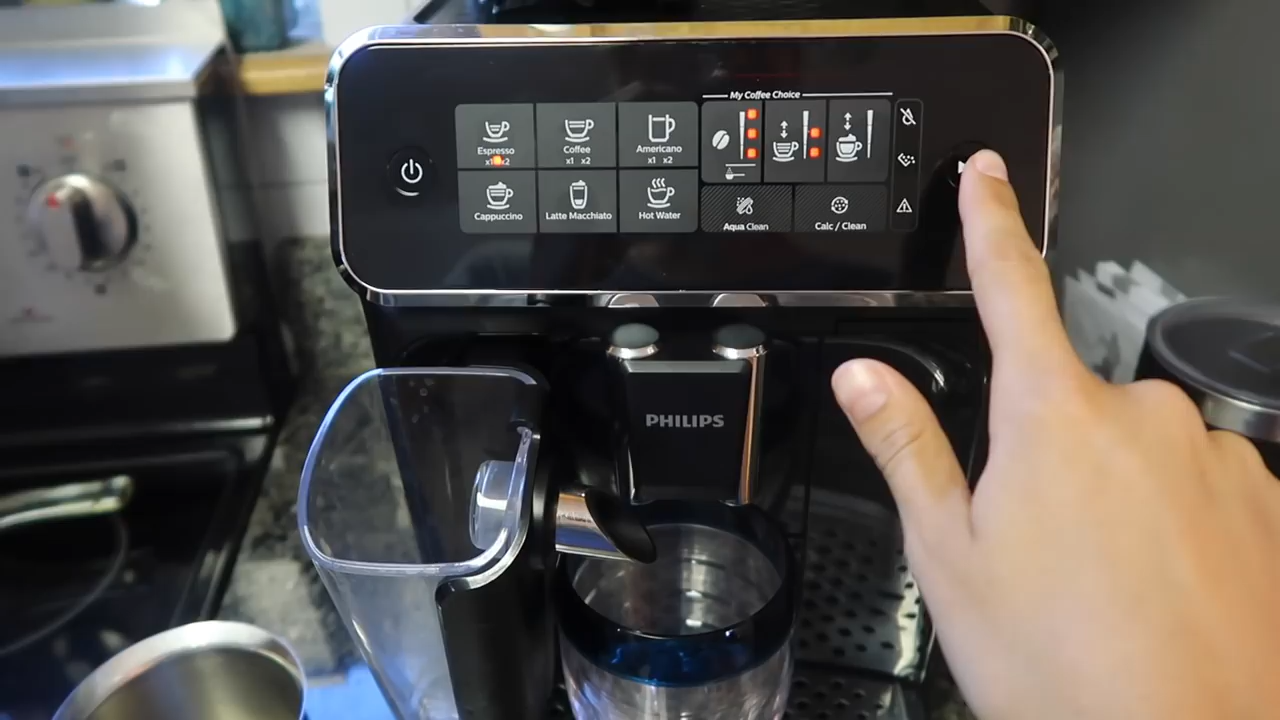 My Coffee Choice
Espresso
x1 x2
Coffee
x1 x2
Americano
x1 x2
Cappuccino
Latte Macchiato
Hot Water
Aqua Clean
Calc / Clean
PHILIPS